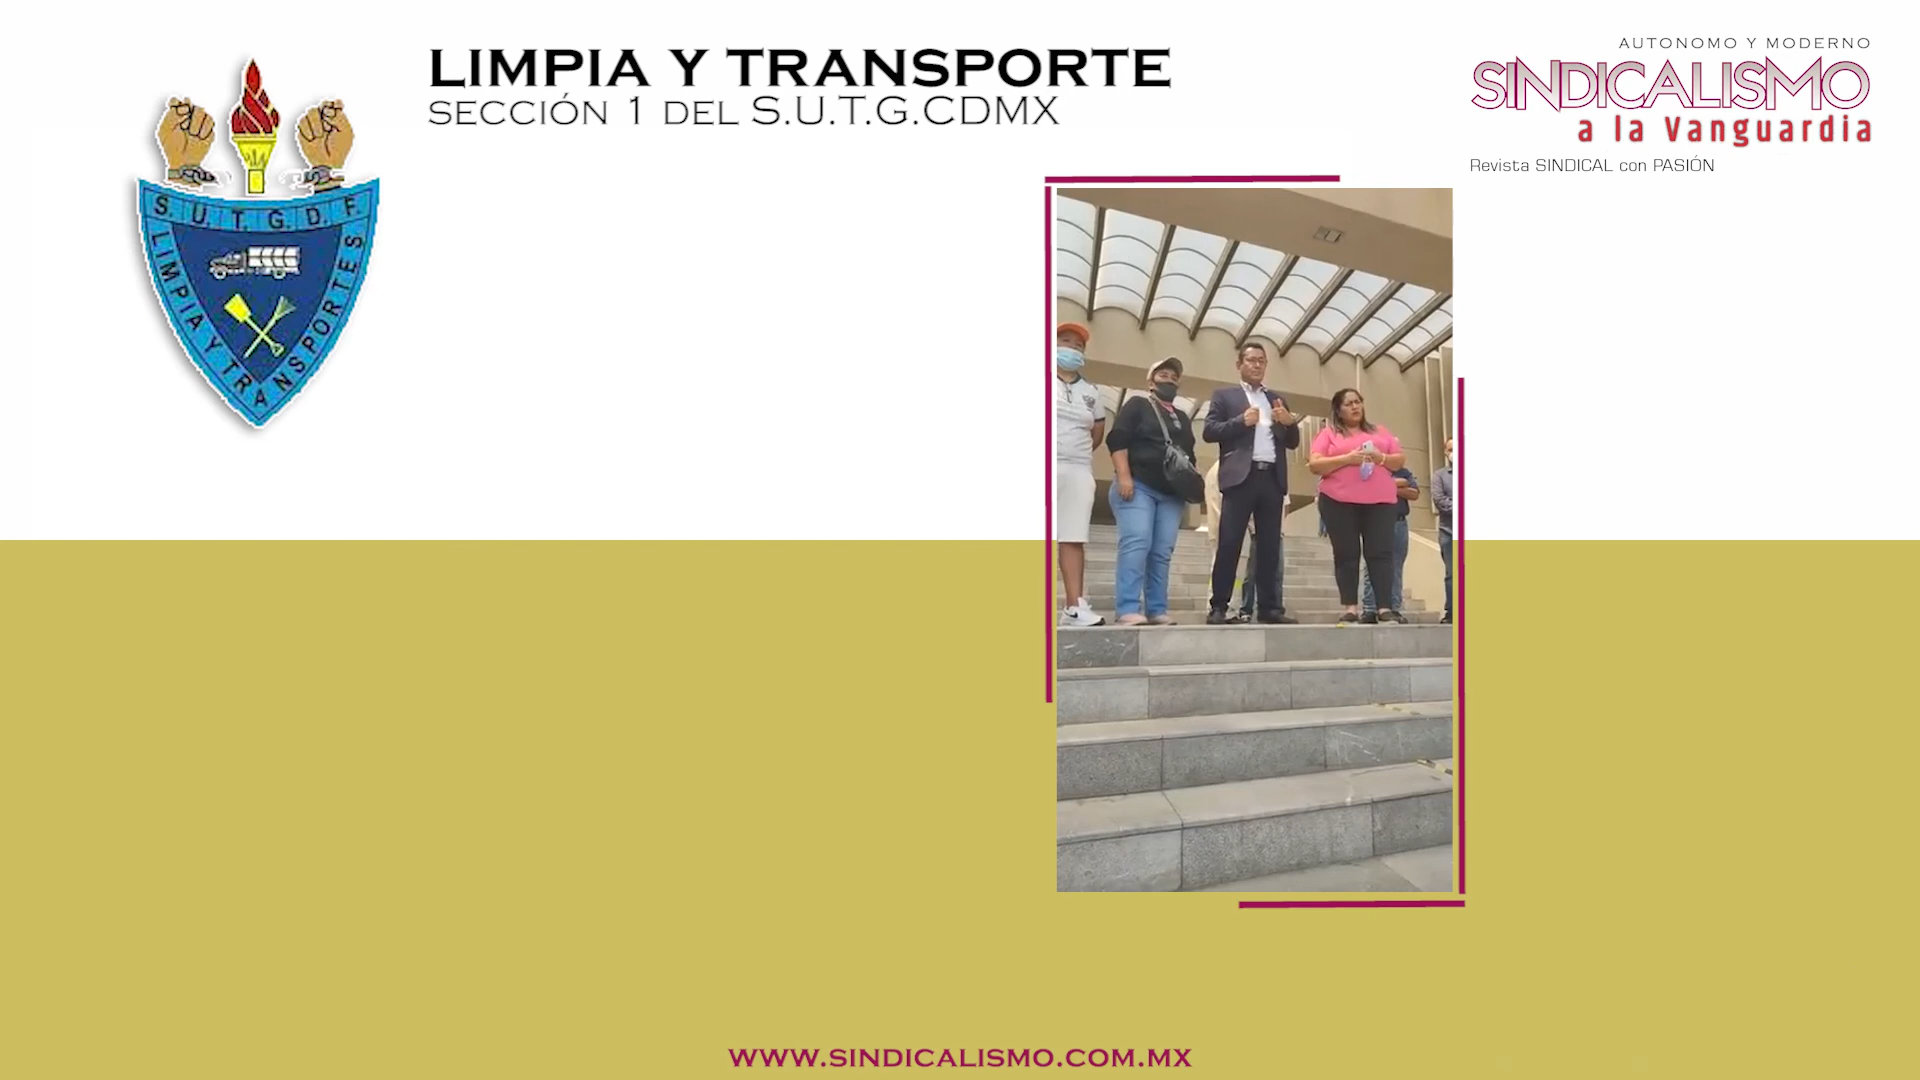 LIMPIA Y TRANSPORTE
SECCIÓN 1 DEL S.U.T.G.CDMX
AUTONOMO Y MODERNO
SINDICALISMO
a la Vanguardia
Revista SINDICAL con PASIÓN
S. U. T. G. D. F.
LIMPIA Y TRANSPORTES
WWW.SINDICALISMO.COM.MX